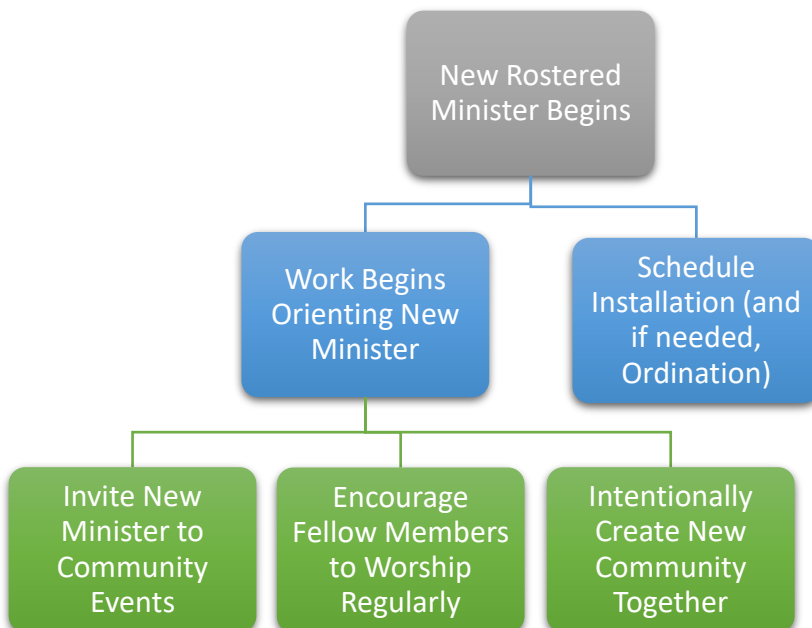 New Rostered
Minister Begins
Work Begins
Orienting New
Minister
Schedule
Installation (and
if needed,
Ordination)
Invite New
Minister to
Community
Events
Encourage
Fellow Members
to Worship
Regularly
Intentionally
Create New
Community
Together